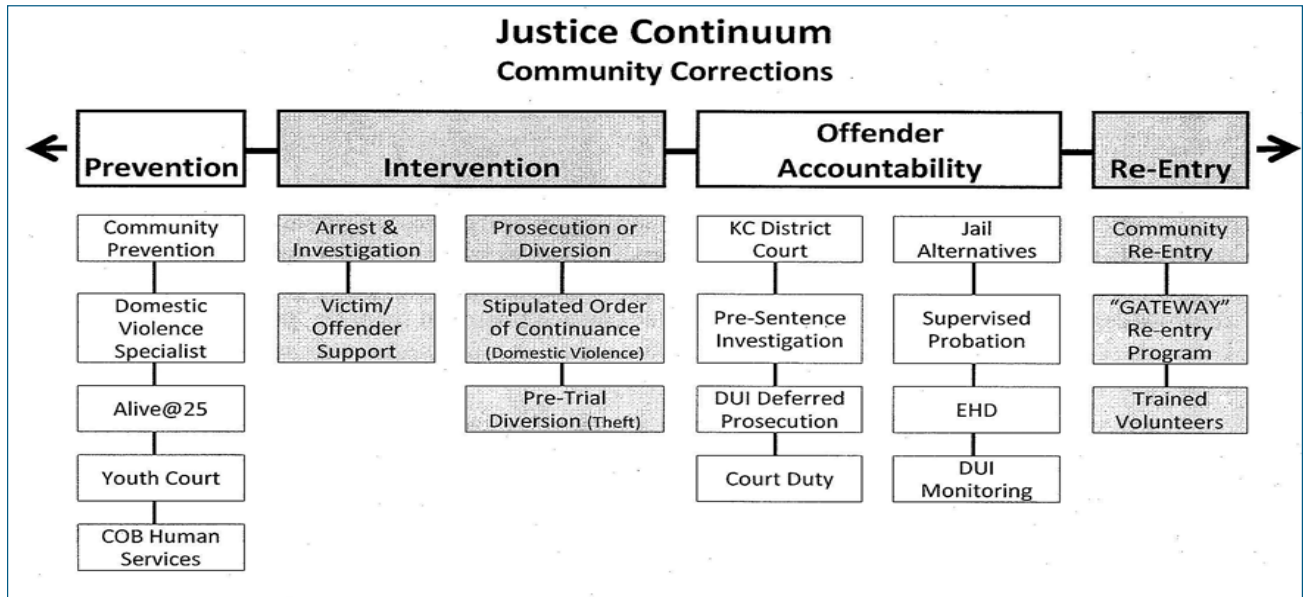 Justice Continuum
Community Corrections
Prevention
Intervention
Offender
Accountability
Re-Entry
Community
Prevention
Domestic
Violence
Specialist
Alive@25
Youth Court
COB Human
Services
Arrest &
Investigation
Victim/
Offender
Support
Prosecution or
Diversion
Stipulated Order
of Continuance
(Domestic Violence)
Pre-Trial
Diversion (Theft)
KC District
Court
Pre-Sentence
Investigation
DUI Deferred
Prosecution
Court Duty
Jail
Alternatives
Supervised
Probation
EHD
DUI
Monitoring
Community
Re-Entry
“GATEWAY”
Re-entry
Program
Trained
Volunteers